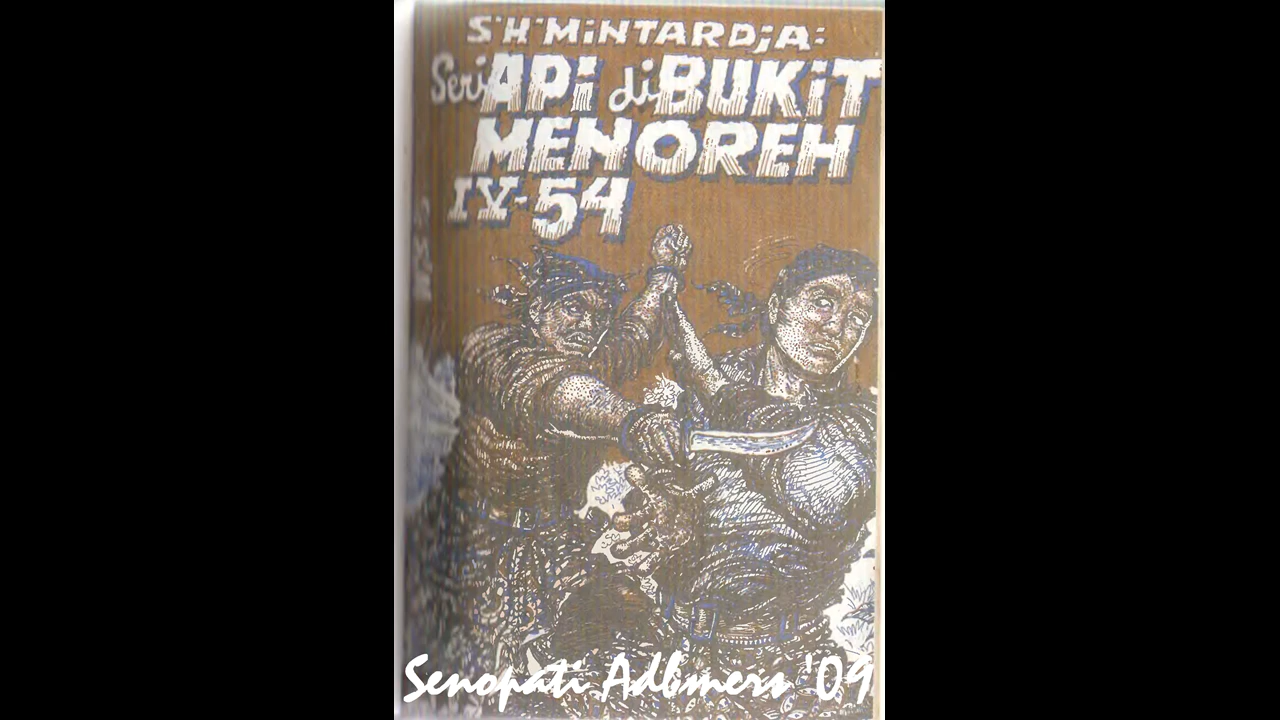 S·H·MiNTARDjA:
Seri APi di BUKiT
MENOREH
IV-54
Senopati Adbmers '09